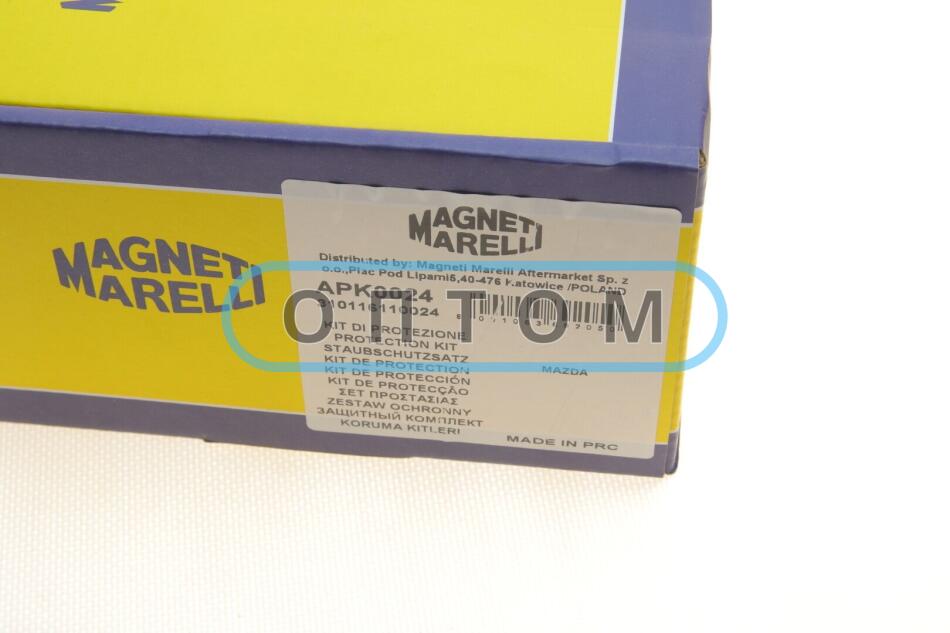 MAGNETI
MARELLI
MAGNETI
MARELLI
Distributed by: Magneti Marelli Aftermarket Sp. z
o.o.,Plac Pod Lipami5,40-476 Katowice /POLAND
APK0024
310116110024
KIT DI PROTEZIONE
PROTECTION KIT
STAUBSCHUTZSATZ
KIT DE PROTECTION
KIT DE PROTECCIÓN
KIT DE PROTECÇÃO
ΣΕΤ ΠΡΟΣΤΑΣΙΑΣ
ZESTAW OCHRONNY
ЗАЩИТНЫЙ КОМПЛЕКТ
KORUMA KITLERI
MAZDA
MADE IN PRC
ОПТОМ